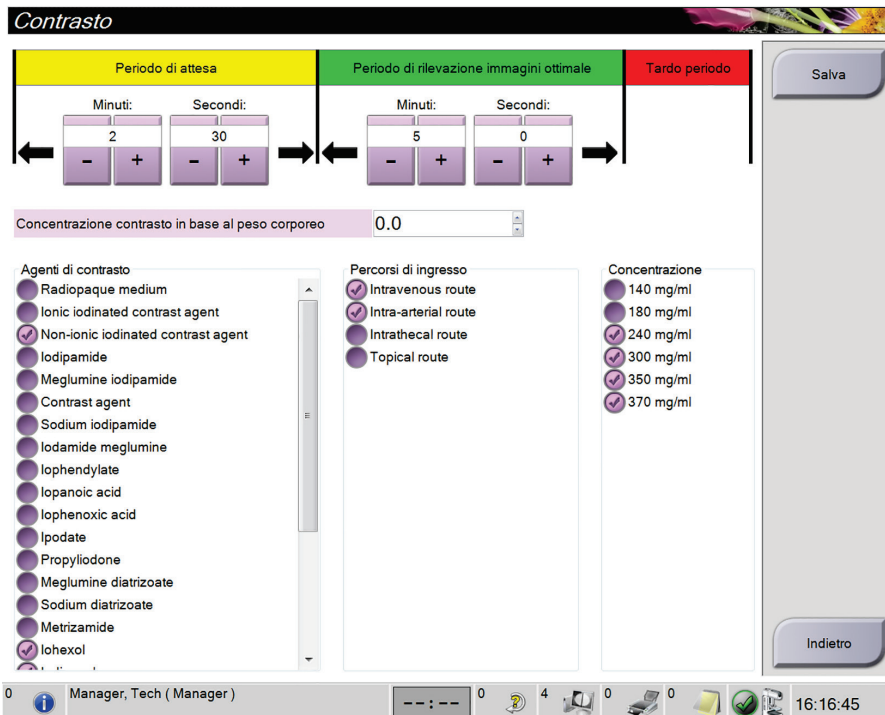 Contrasto
Periodo di attesa
Periodo di rilevazione immagini ottimale
Tardo periodo
Salva
Minuti:
Secondi:
Minuti:
Secondi:
2
30
5
0
- + - + - + - +
Concentrazione contrasto in base al peso corporeo
0.0
Agenti di contrasto
Radiopaque medium
Ionic iodinated contrast agent
Non-ionic iodinated contrast agent
Iodipamide
Meglumine iodipamide
Contrast agent
Sodium iodipamide
Iodamide meglumine
Iophendylate
Iopanoic acid
Iophenoxic acid
Ipodate
Propyliodone
Meglumine diatrizoate
Sodium diatrizoate
Metrizamide
Iohexol
Percorsi di ingresso
Intravenous route
Intra-arterial route
Intrathecal route
Topical route
Concentrazione
140 mg/ml
180 mg/ml
240 mg/ml
300 mg/ml
350 mg/ml
370 mg/ml
Indietro
0
Manager, Tech ( Manager )
--:--
0
4
0
0
16:16:45